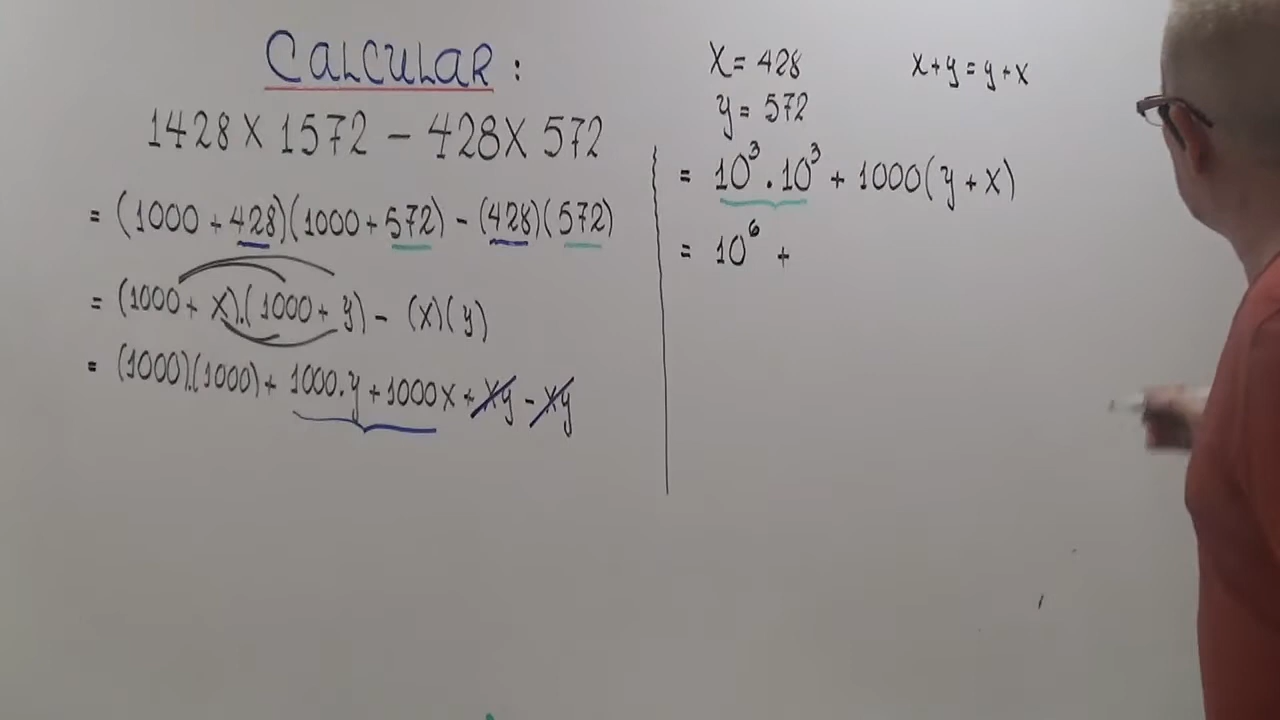 CALCULAR:
1428 X 1572 - 428 X 572
= (1000 + 428)(1000 + 572) - (428)(572)
= (1000 + x).(1000 + y) - (x)(y)
= (1000).(1000) + 1000.y + 1000x + xy - xy
X = 428
y = 572
x + y = y + x
= 10³ . 10³ + 1000(y + x)
= 10⁶ +